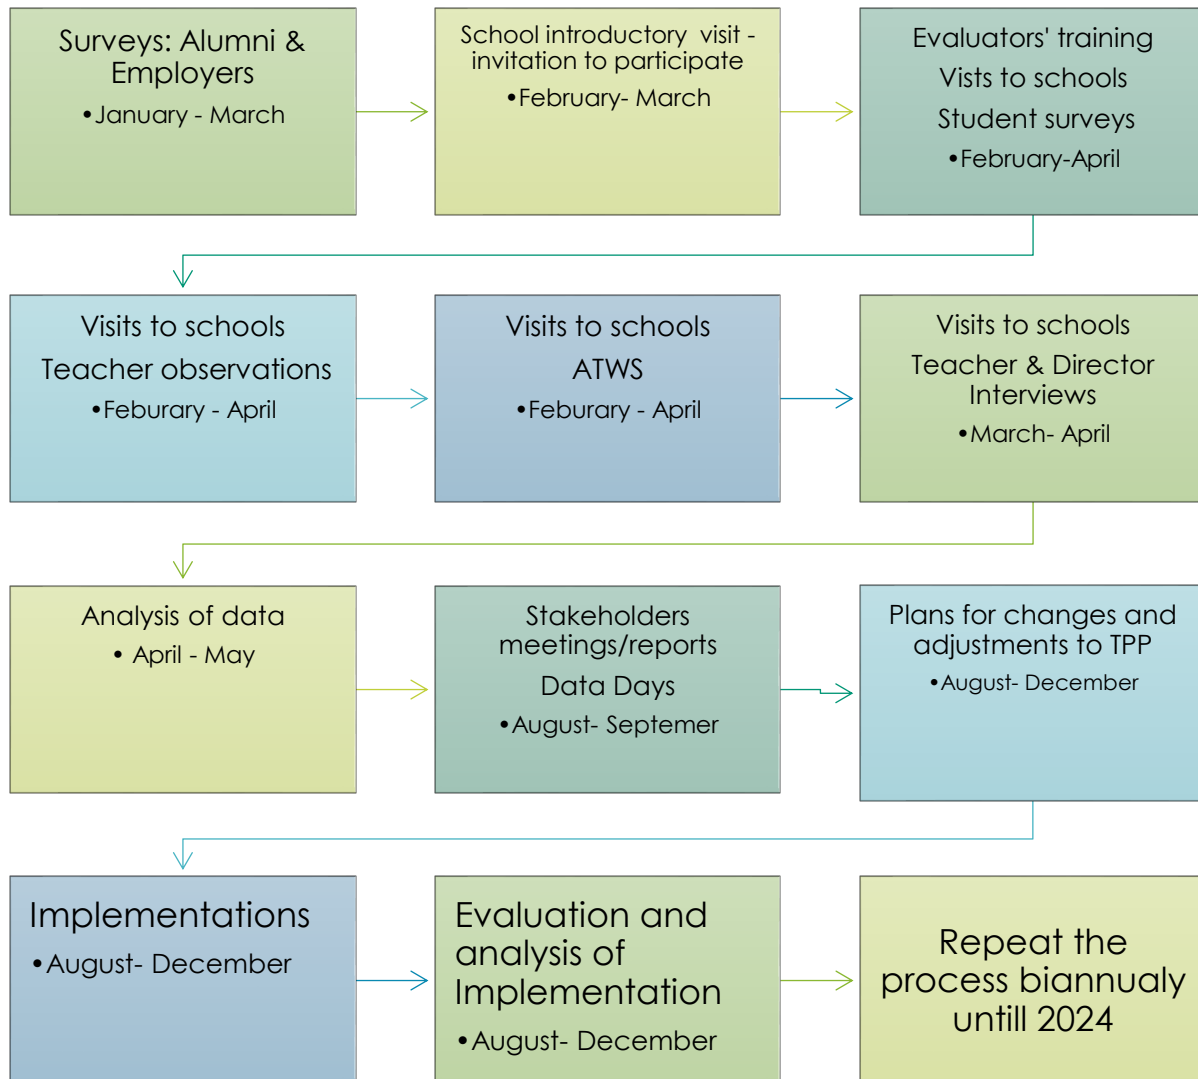 Surveys: Alumni &
Employers
•January - March
School introductory visit -
invitation to participate
•February- March
Evaluators' training
Vists to schools
Student surveys
•February-April
Visits to schools
Teacher observations
•Feburary - April
Visits to schools
ATWS
•Feburary - April
Visits to schools
Teacher & Director
Interviews
•March- April
Analysis of data
• April - May
Stakeholders
meetings/reports
Data Days
•August- Septemer
Plans for changes and
adjustments to TPP
•August- December
Implementations
•August- December
Evaluation and
analysis of
Implementation
•August- December
Repeat the
process biannualy
untill 2024